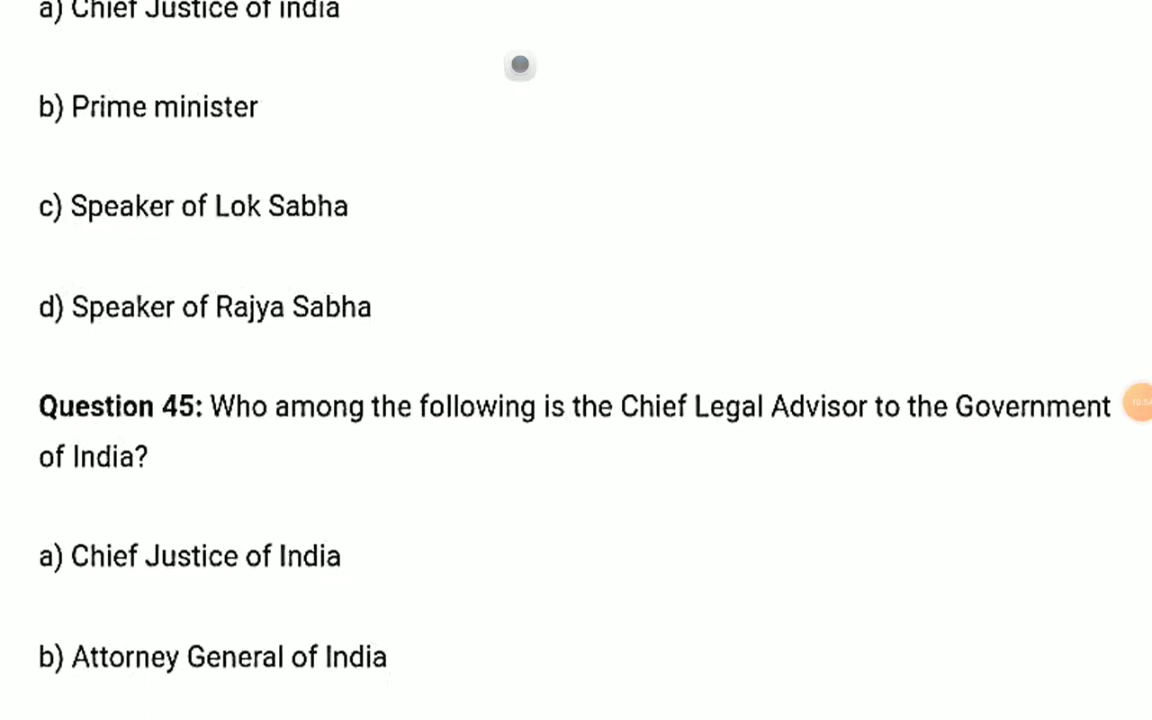 a) Chief Justice of india
b) Prime minister
c) Speaker of Lok Sabha
d) Speaker of Rajya Sabha
Question 45: Who among the following is the Chief Legal Advisor to the Government
of India?
a) Chief Justice of India
b) Attorney General of India